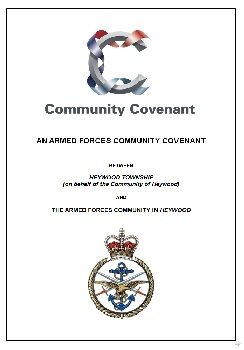 Community Covenant
AN ARMED FORCES COMMUNITY COVENANT
BETWEEN
HEYWOOD TOWNSHIP
(on behalf of the Community of Heywood)
AND
THE ARMED FORCES COMMUNITY IN HEYWOOD